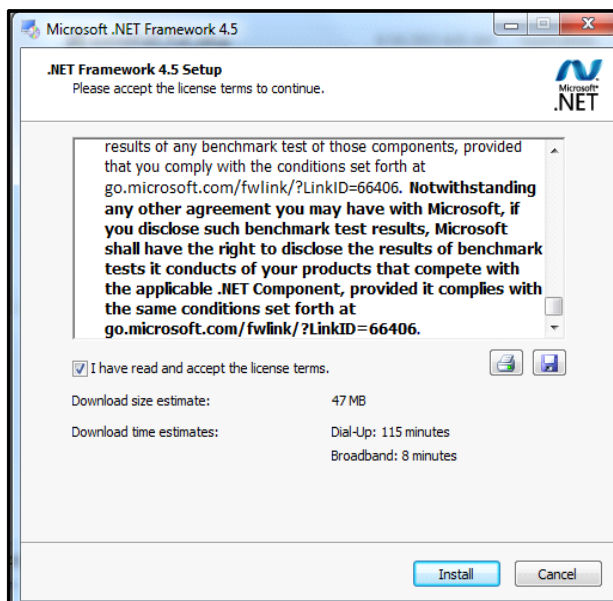 Microsoft .NET Framework 4.5
.NET Framework 4.5 Setup
Please accept the license terms to continue.
Microsoft®
.NET
results of any benchmark test of those components, provided
that you comply with the conditions set forth at
go.microsoft.com/fwlink/?LinkID=66406. Notwithstanding
any other agreement you may have with Microsoft, if
you disclose such benchmark test results, Microsoft
shall have the right to disclose the results of benchmark
tests it conducts of your products that compete with
the applicable .NET Component, provided it complies with
the same conditions set forth at
go.microsoft.com/fwlink/?LinkID=66406.
I have read and accept the license terms.
Download size estimate: 47 MB
Download time estimates: Dial-Up: 115 minutes
Broadband: 8 minutes
Install Cancel